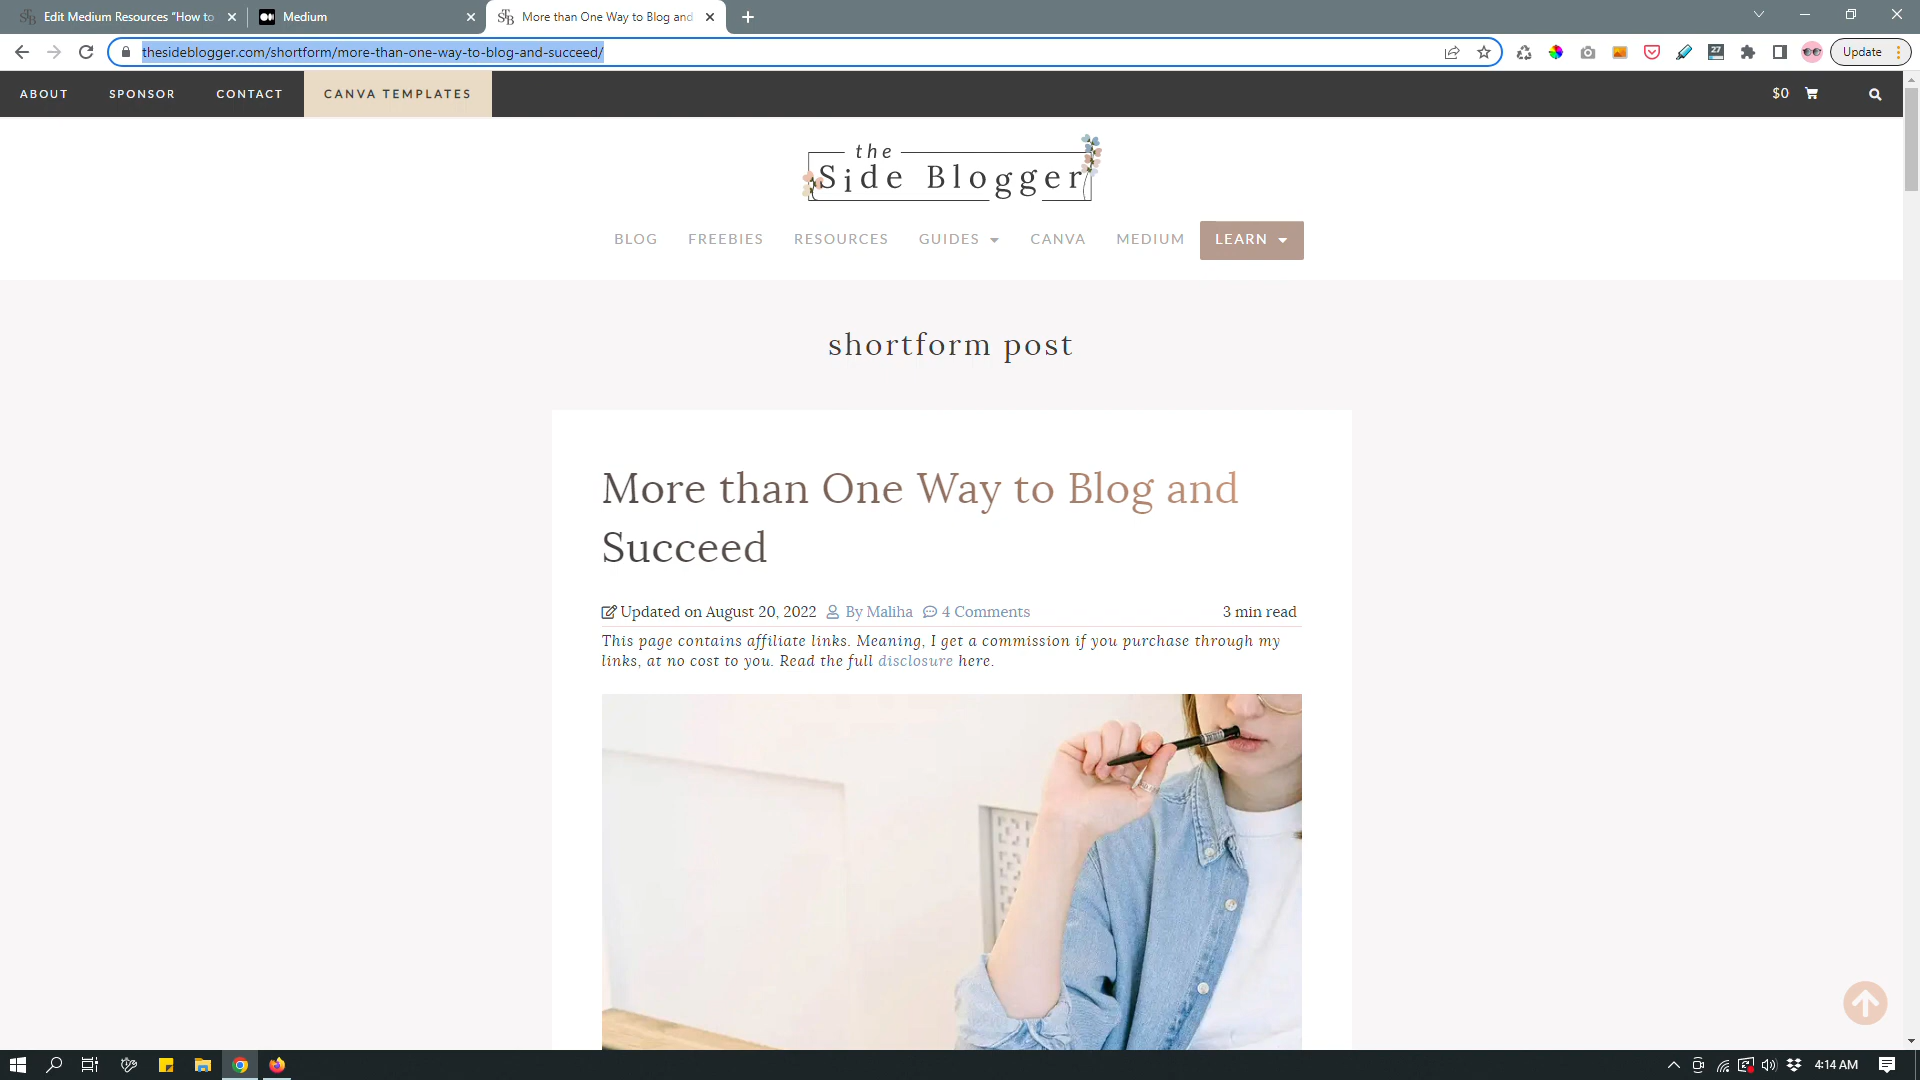 Edit Medium Resources “How to
Medium
More than One Way to Blog and
thesideblogger.com/shortform/more-than-one-way-to-blog-and-succeed/
27
Update
ABOUT
SPONSOR
CONTACT
CANVA TEMPLATES
$0
the
Side Blogger
BLOG
FREEBIES
RESOURCES
GUIDES
CANVA
MEDIUM
LEARN
shortform post
More than One Way to Blog and
Succeed
Updated on August 20, 2022 By Maliha 4 Comments
3 min read
This page contains affiliate links. Meaning, I get a commission if you purchase through my
links, at no cost to you. Read the full disclosure here.
4:14 AM